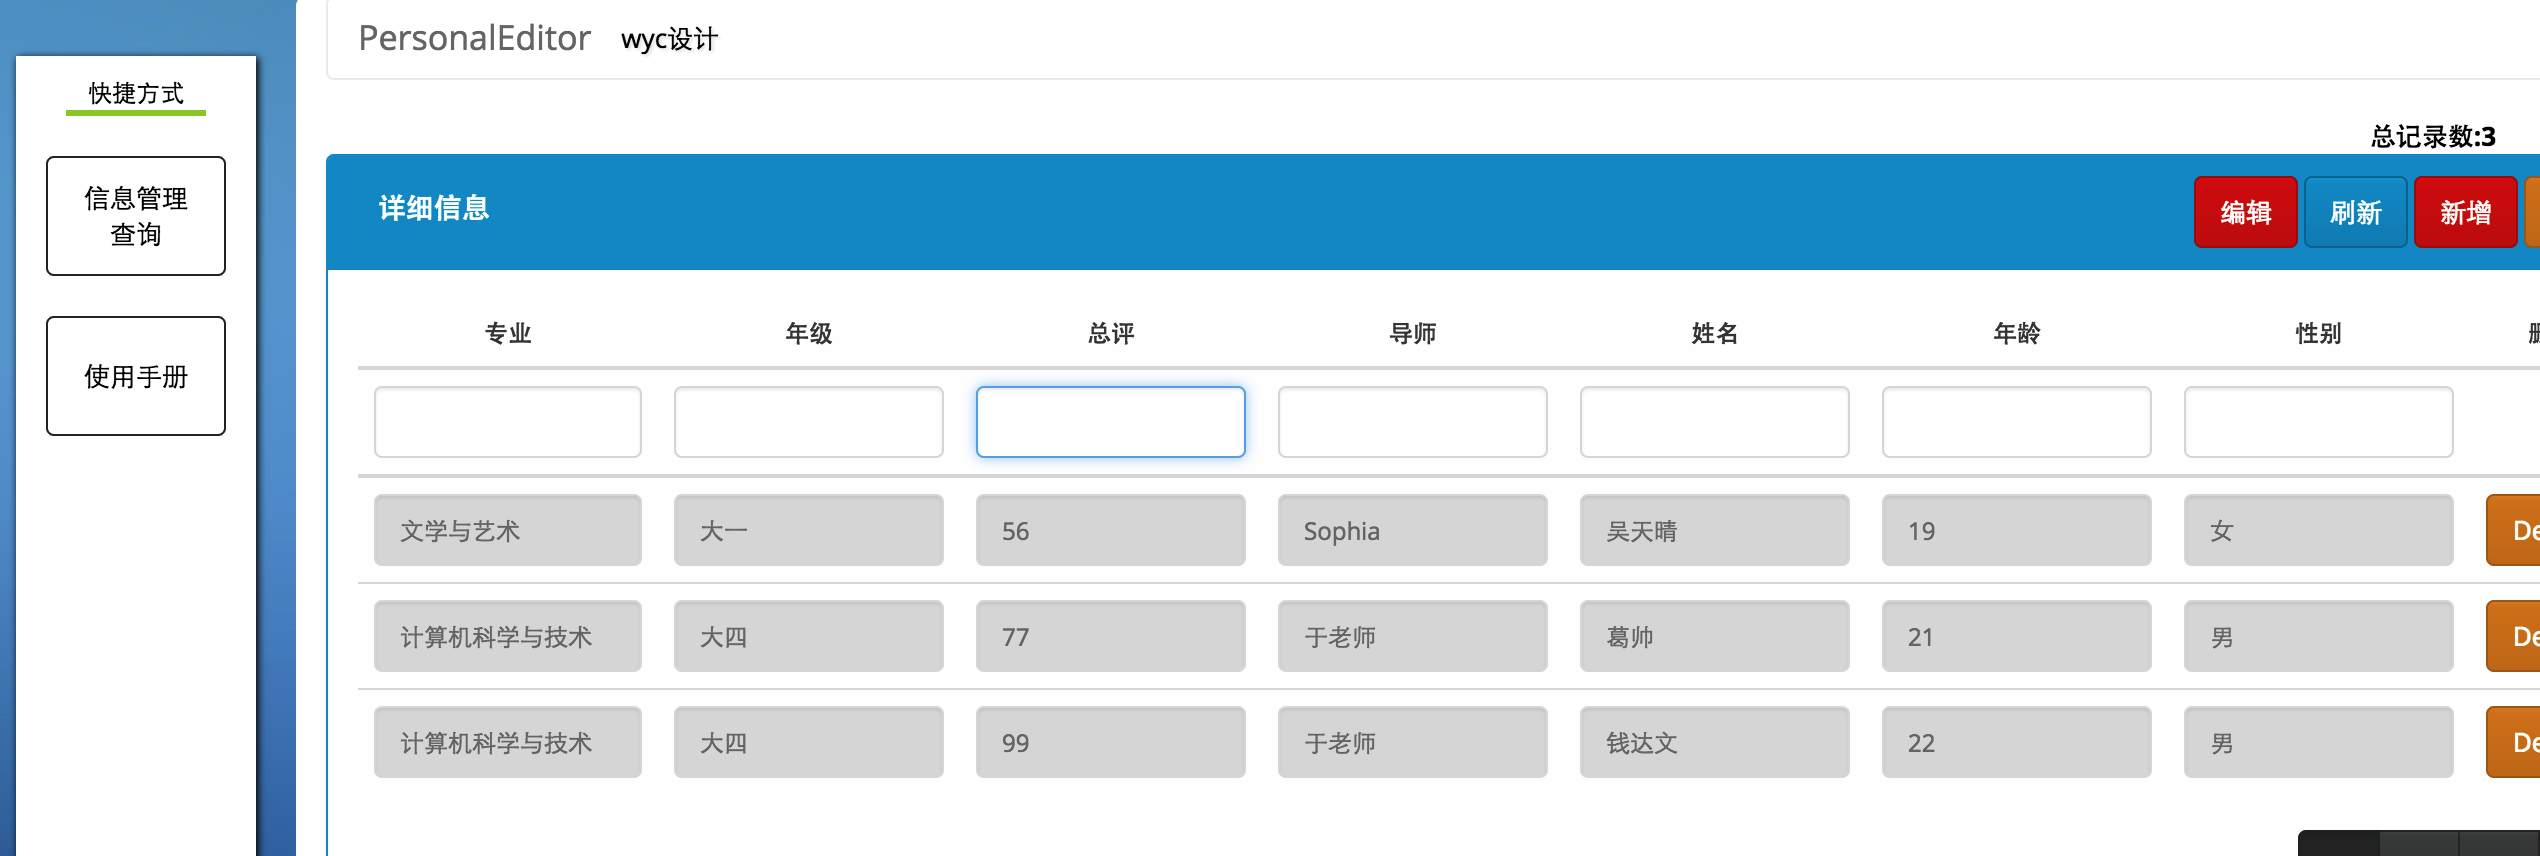 PersonalEditor wyc设计
快捷方式
总记录数:3
信息管理
查询
详细信息 编辑 刷新 新增
专业 年级 总评 导师 姓名 年龄 性别
使用手册
文学与艺术 大一 56 Sophia 吴天晴 19 女 De
计算机科学与技术 大四 77 于老师 葛帅 21 男 De
计算机科学与技术 大四 99 于老师 钱达文 22 男 De